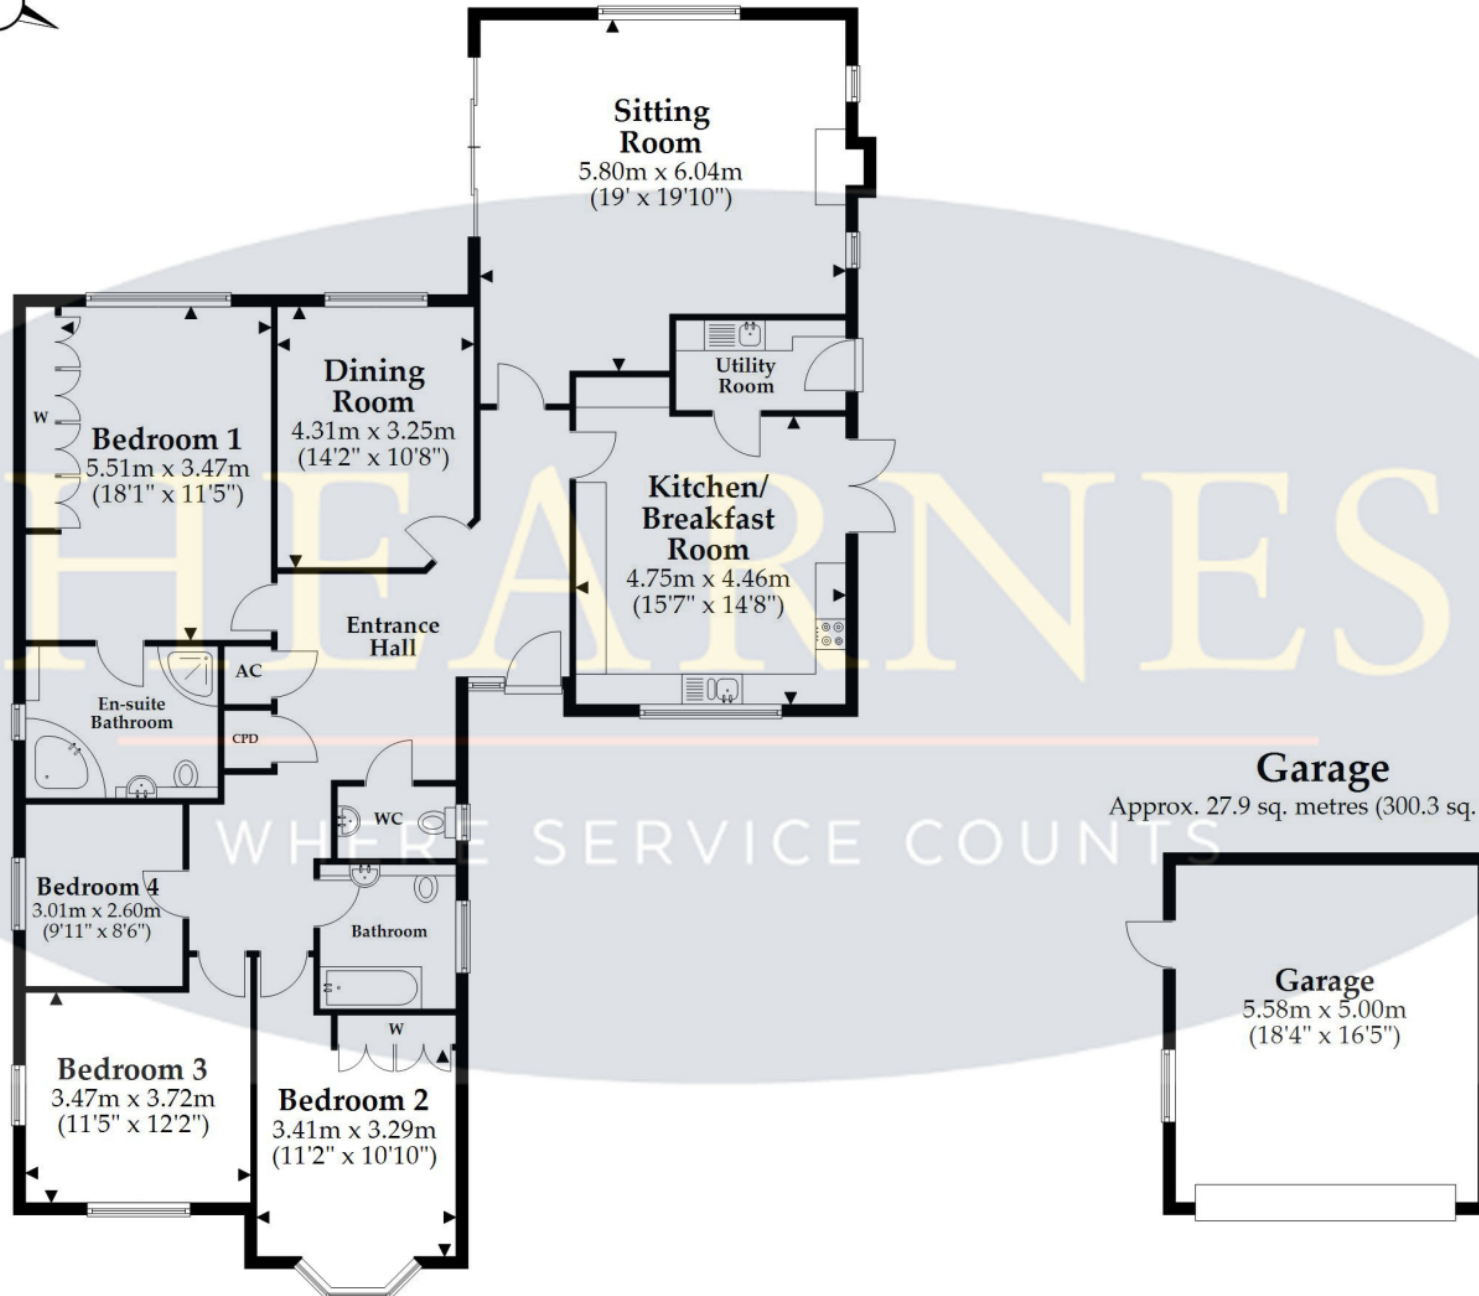 Sitting
Room
5.80m x 6.04m
(19' x 19'10")
Utility
Room
Dining
Room
4.31m x 3.25m
(14'2" x 10'8")
W
Bedroom 1
5.51m x 3.47m
(18'1" x 11'5")
Kitchen/
Breakfast
Room
4.75m x 4.46m
(15'7" x 14'8")
HEARNES
Entrance
Hall
AC
En-suite
Bathroom
CPD
Garage
Approx. 27.9 sq. metres (300.3 sq.
WC
WHERE SERVICE COUNTS
Bedroom 4
3.01m x 2.60m
(9'11" x 8'6")
Bathroom
Garage
5.58m x 5.00m
(18'4" x 16'5")
W
Bedroom 3
3.47m x 3.72m
(11'5" x 12'2")
Bedroom 2
3.41m x 3.29m
(11'2" x 10'10")